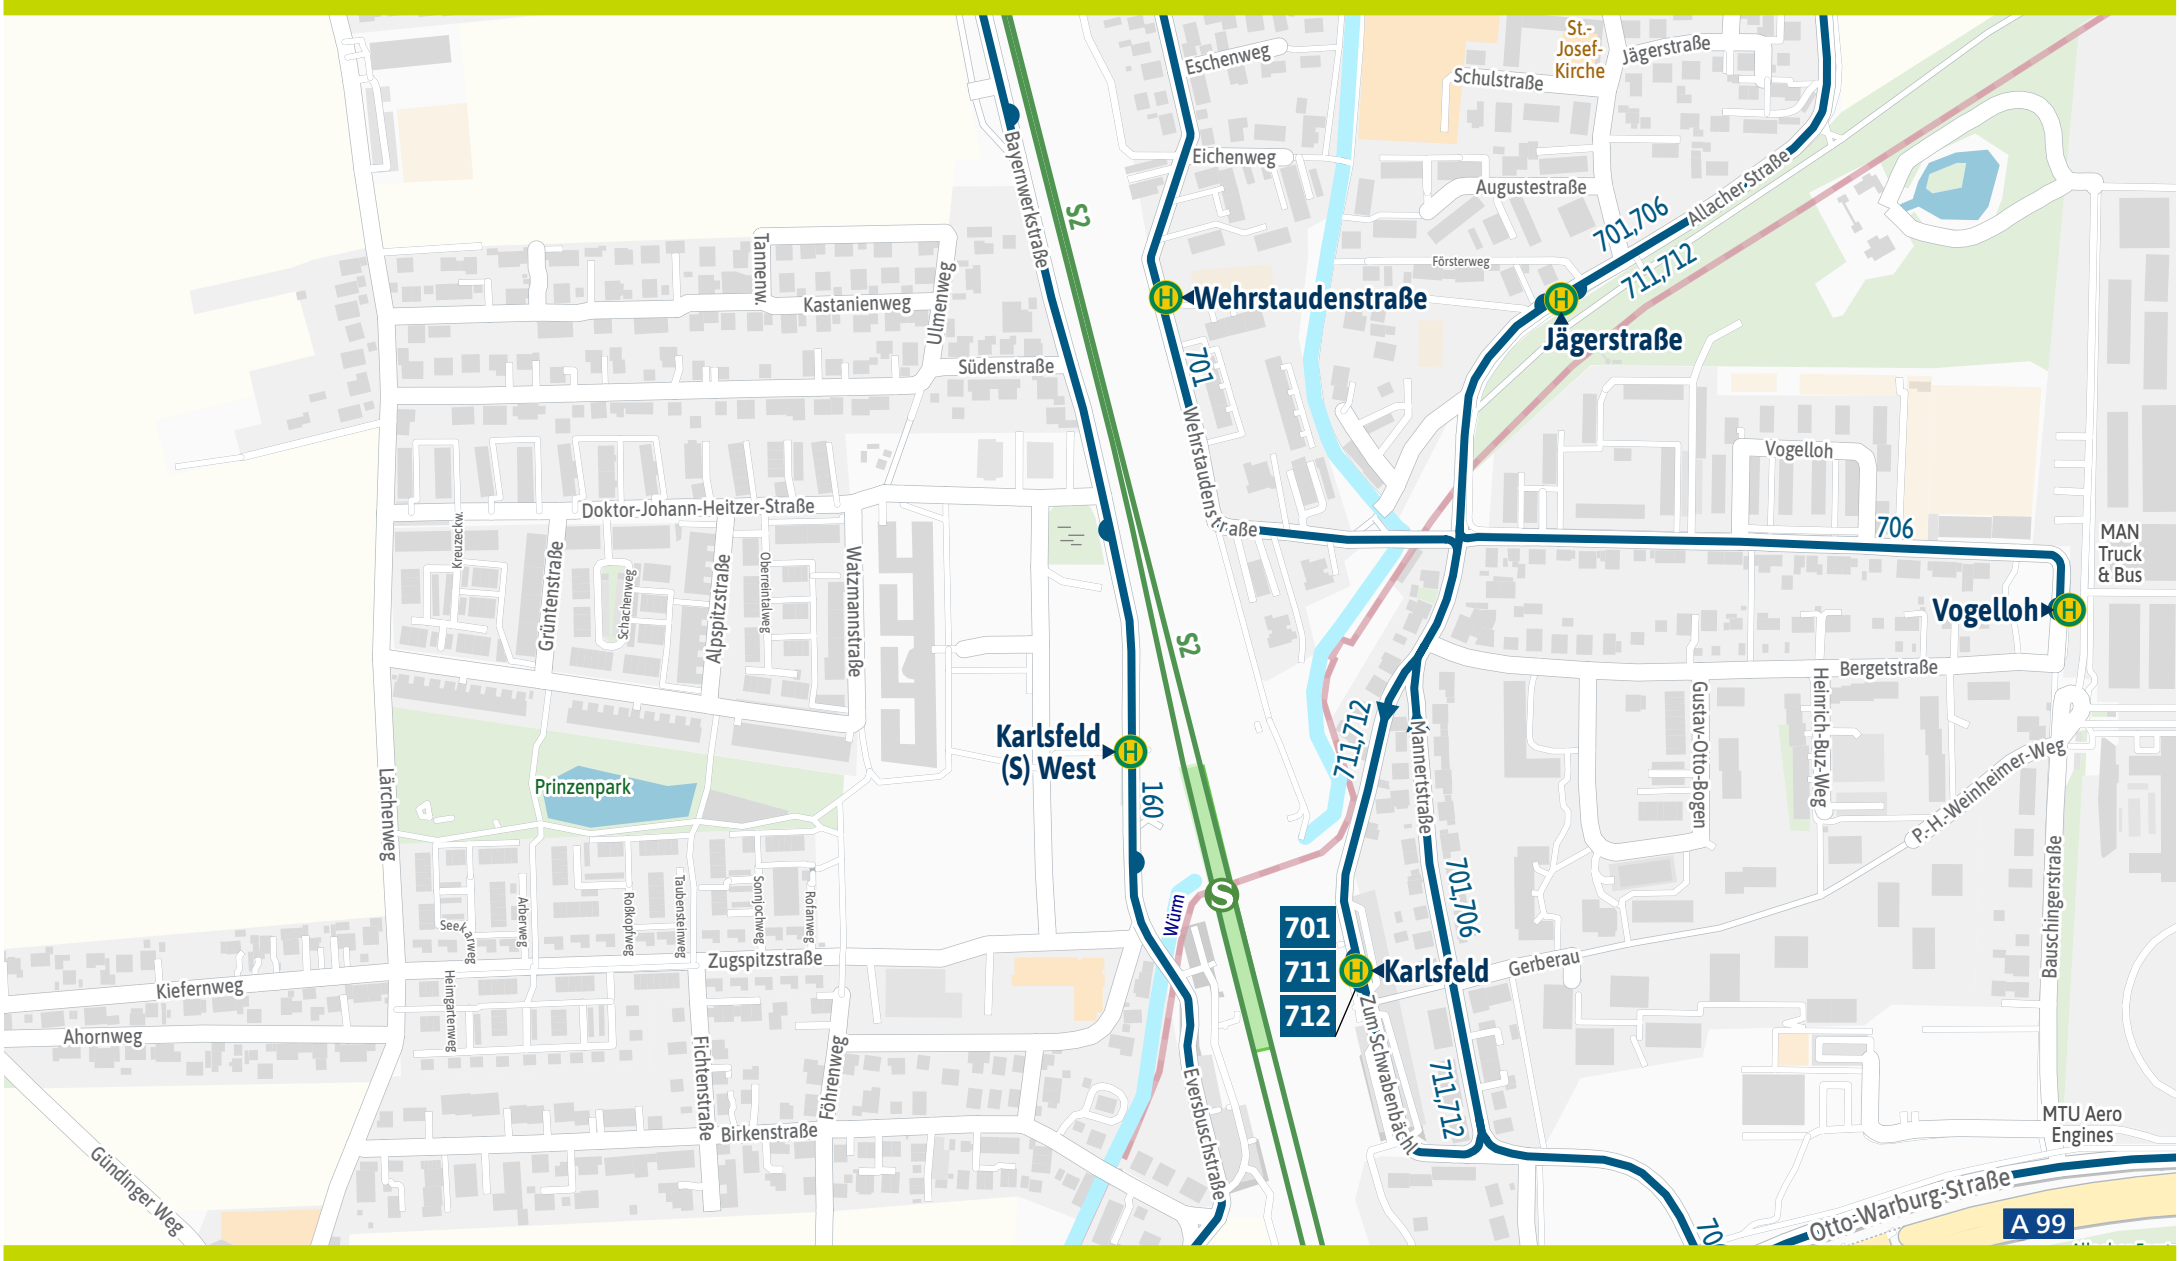 St.-
Josef-
Kirche
Jägerstraße
Eschenweg
Schulstraße
Bayernwerkstraße
Eichenweg
Augustestraße
Allacher Straße
S2
701,706
711,712
Tannenw.
Kastanienweg
Ulmenweg
Försterweg
H
Wehrstaudenstraße
H
Jägerstraße
Südenstraße
701
Wehrstaudenstraße
Vogelloh
Doktor-Johann-Heitzer-Straße
706
MAN
Truck
& Bus
Kreuzeckw.
Grüntenstraße
Schachenweg
Alpspitzstraße
Oberreintalweg
Watzmannstraße
S2
Vogelloh
H
Bergetstraße
Heinrich-Buz-Weg
Gustav-Otto-Bogen
P.-H.-Weinheimer-Weg
Karlsfeld
(S) West
H
160
711,712
Mannertstraße
Prinzenpark
Lärchenweg
Bauschingerstraße
701,706
Seekarweg
Arberweg
Roßkopfweg
Taubensteinweg
Sonnjochweg
Rofanweg
Würm
S
701
711
712
H
Karlsfeld
Gerberau
Zugspitzstraße
Kiefernweg
Heimgartenweg
Ahornweg
Fichtenstraße
Föhrenweg
Zum Schwabenbächl
711,712
Eversbuschstraße
Birkenstraße
MTU Aero
Engines
Gündinger Weg
Otto-Warburg-Straße
A 99